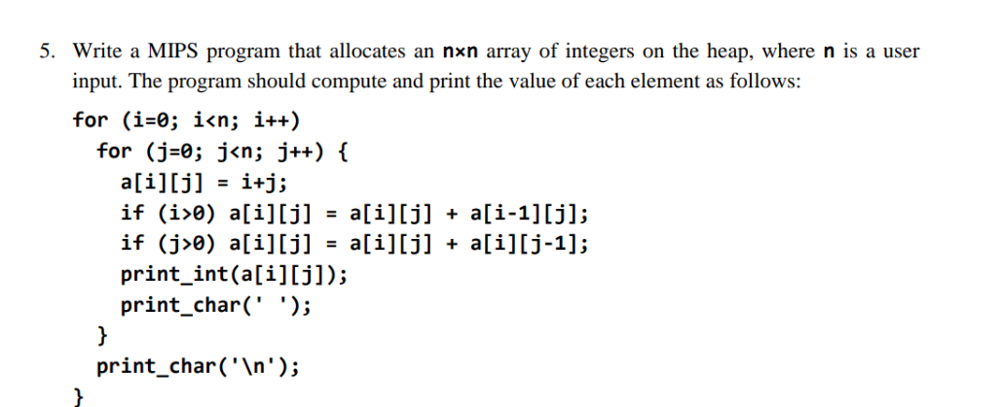 5. Write a MIPS program that allocates an n×n array of integers on the heap, where n is a user
input. The program should compute and print the value of each element as follows:
for (i=0; i<n; i++)
for (j=0; j<n; j++) {
a[i][j] = i+j;
if (i>0) a[i][j] = a[i][j] + a[i-1][j];
if (j>0) a[i][j] = a[i][j] + a[i][j-1];
print_int(a[i][j]);
print_char(' ');
}
print_char('\n');
}